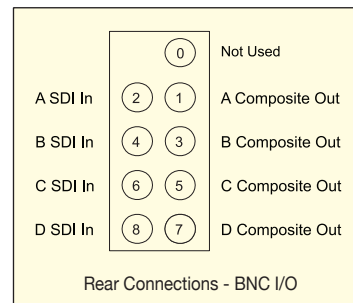 0 Not Used
A SDI In 2 1 A Composite Out
B SDI In 4 3 B Composite Out
C SDI In 6 5 C Composite Out
D SDI In 8 7 D Composite Out
Rear Connections - BNC I/O